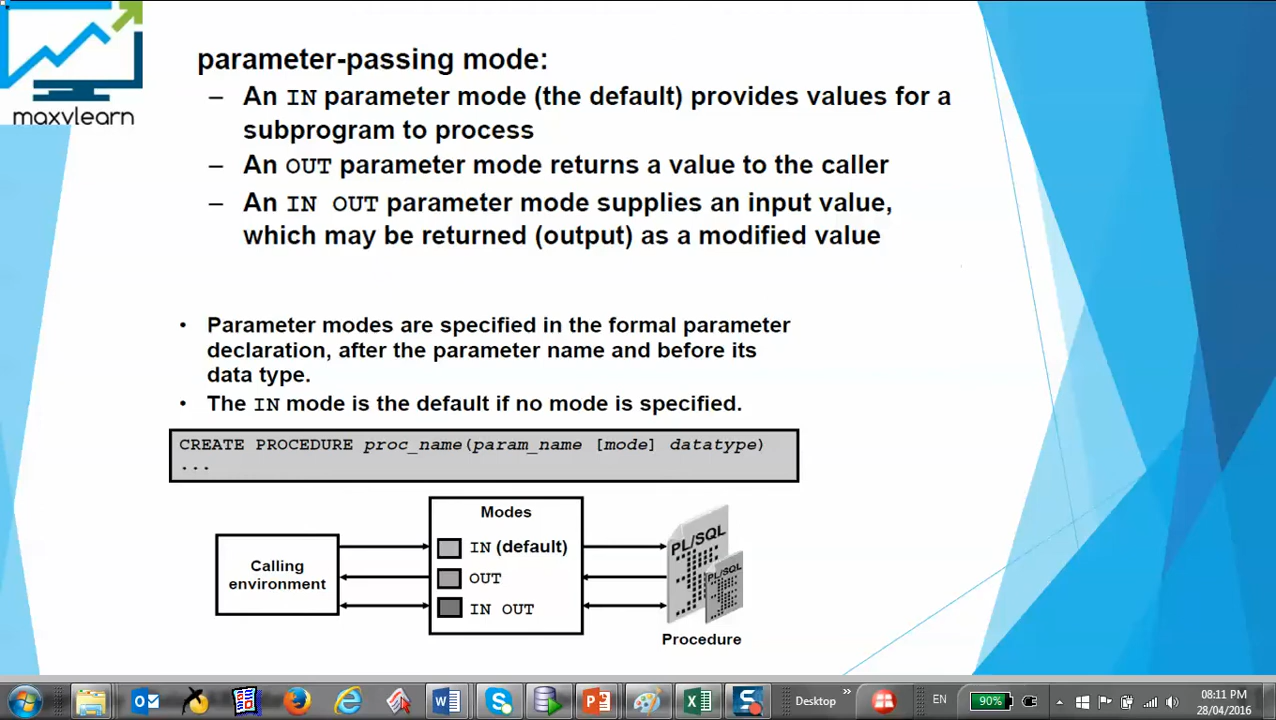 maxvlearn
parameter-passing mode:
– An IN parameter mode (the default) provides values for a
subprogram to process
– An OUT parameter mode returns a value to the caller
– An IN OUT parameter mode supplies an input value,
which may be returned (output) as a modified value
• Parameter modes are specified in the formal parameter
declaration, after the parameter name and before its
data type.
• The IN mode is the default if no mode is specified.
CREATE PROCEDURE proc_name(param_name [mode] datatype)
...
Modes
Calling
environment
IN (default)
OUT
IN OUT
PL/SQL
PL/SQL
Procedure
Desktop
EN
90%
08:11 PM
28/04/2016